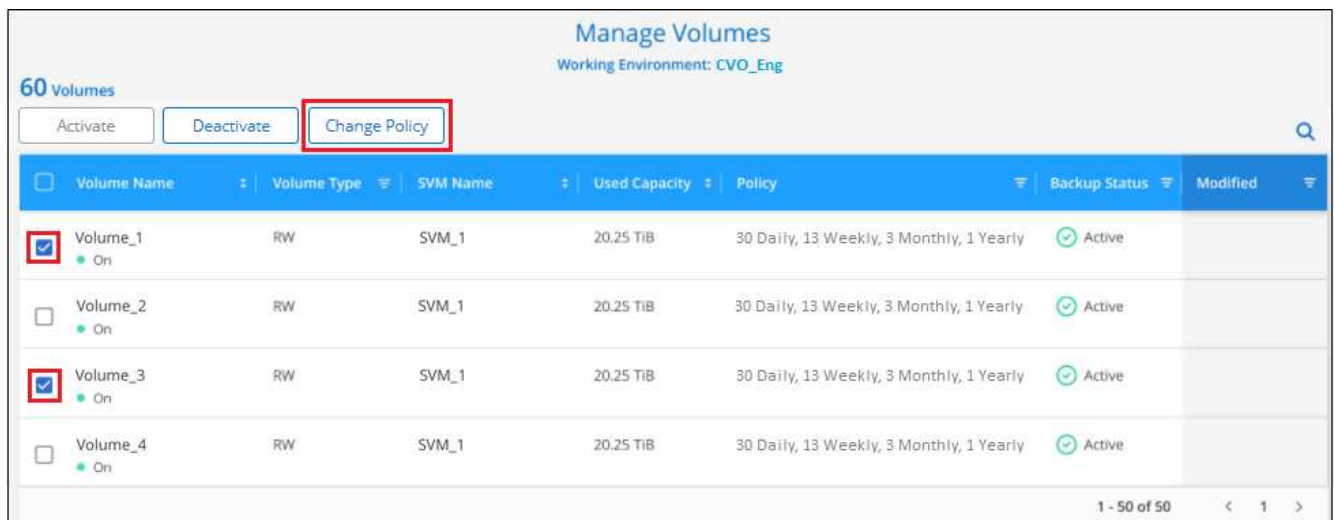 Manage Volumes
Working Environment: CVO_Eng
60 Volumes
Activate Deactivate Change Policy
Volume Name Volume Type SVM Name Used Capacity Policy Backup Status Modified
Volume_1 RW SVM_1 20.25 TiB 30 Daily, 13 Weekly, 3 Monthly, 1 Yearly Active
On
Volume_2 RW SVM_1 20.25 TiB 30 Daily, 13 Weekly, 3 Monthly, 1 Yearly Active
On
Volume_3 RW SVM_1 20.25 TiB 30 Daily, 13 Weekly, 3 Monthly, 1 Yearly Active
On
Volume_4 RW SVM_1 20.25 TiB 30 Daily, 13 Weekly, 3 Monthly, 1 Yearly Active
On
1 - 50 of 50 < 1 >